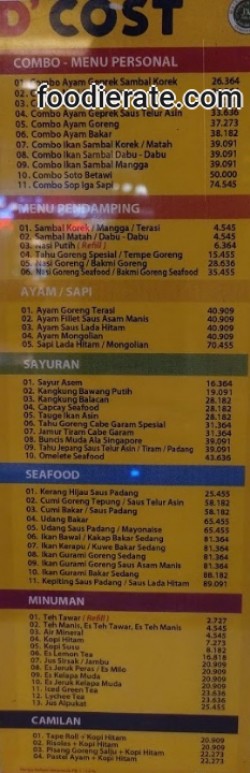 D' COST
COMBO - MENU PERSONAL
01. Combo Ayam Geprek Sambal Korek 26.364
foodierate.com
04. Combo Ayam Geprek Saus Telur Asin 33.636
05. Combo Ayam Goreng 37.273
06. Combo Ayam Bakar 38.182
07. Combo Ikan Sambal Korek / Matah 39.091
08. Combo Ikan Sambal Dabu - Dabu 39.091
09. Combo Ikan Sambal Mangga 39.091
10. Combo Soto Betawi 50.000
11. Combo Sop Iga Sapi 74.545
MENU PENDAMPING
01. Sambal Korek / Mangga / Terasi 4.545
02. Sambal Matah / Dabu - Dabu 4.545
03. Nasi Putih (Refill) 6.364
04. Tahu Goreng Spesial / Tempe Goreng 15.455
05. Nasi Goreng / Bakmi Goreng 28.636
06. Nasi Goreng Seafood / Bakmi Goreng Seafood 35.455
AYAM / SAPI
01. Ayam Goreng Terasi 40.909
02. Ayam Fillet Saus Asam Manis 40.909
03. Ayam Saus Lada Hitam 40.909
04. Ayam Mongolian 40.909
05. Sapi Lada Hitam / Mongolian 70.455
SAYURAN
01. Sayur Asem 16.364
02. Kangkung Bawang Putih 19.091
03. Kangkung Balacan 28.182
04. Capcay Seafood 28.182
05. Taoge Ikan Asin 28.182
06. Tahu Goreng Cabe Garam Spesial 31.364
07. Jamur Tiram Cabe Garam 31.364
08. Buncis Muda Ala Singapore 39.091
09. Tahu Jepang Saus Telur Asin / Tiram / Padang 39.091
10. Omelete Seafood 43.636
SEAFOOD
01. Kerang Hijau Saus Padang 25.455
02. Cumi Goreng Tepung / Saus Telur Asin 58.182
03. Cumi Bakar / Saus Padang 58.182
04. Udang Bakar 65.455
05. Udang Saus Padang / Mayonaise 65.455
06. Ikan Bawal / Kakap Bakar Sedang 81.364
07. Ikan Kerapu / Kuwe Bakar Sedang 81.364
08. Ikan Gurami Goreng Sedang 81.364
09. Ikan Gurami Goreng Saus Asam Manis 81.364
10. Ikan Gurami Bakar Sedang 86.182
11. Kepiting Saus Padang / Saus Lada Hitam 89.091
MINUMAN
01. Teh Tawar (Refill) 2.727
02. Teh Manis, Es Teh Tawar, Es Teh Manis 4.545
03. Air Mineral 4.545
04. Kopi Hitam 7.273
05. Kopi Susu 8.182
06. Es Lemon Tea 16.818
07. Jus Sirsak / Jambu 20.909
08. Es Jeruk Peras / Es Milo 20.909
09. Es Kelapa Muda 20.909
10. Es Jeruk Kelapa Muda 20.909
11. Iced Green Tea 23.636
12. Lychee Tea 23.636
13. Jus Alpukat 25.455
CAMILAN
01. Tape Roll + Kopi Hitam 20.909
02. Risoles + Kopi Hitam 20.909
03. Pisang Goreng Salju + Kopi Hitam 22.273
04. Pastel Ayam + Kopi Hitam 22.273